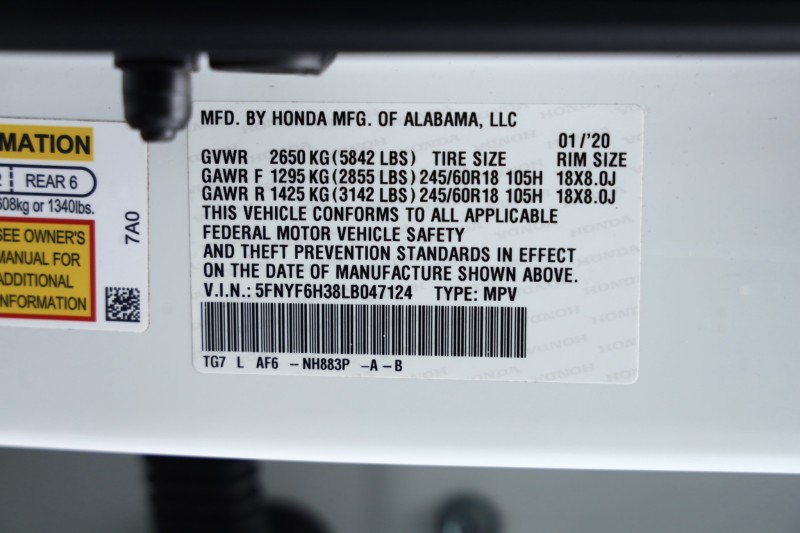 MFD. BY HONDA MFG. OF ALABAMA, LLC
01/'20
GVWR 2650 KG (5842 LBS) TIRE SIZE RIM SIZE
GAWR F 1295 KG (2855 LBS) 245/60R18 105H 18X8.0J
GAWR R 1425 KG (3142 LBS) 245/60R18 105H 18X8.0J
THIS VEHICLE CONFORMS TO ALL APPLICABLE
FEDERAL MOTOR VEHICLE SAFETY
AND THEFT PREVENTION STANDARDS IN EFFECT
ON THE DATE OF MANUFACTURE SHOWN ABOVE.
V.I.N.: 5FNYF6H38LB047124 TYPE: MPV
TG7 L AF6 -NH883P -A-B
MATION
REAR 6
608kg or 1340lbs.
SEE OWNER'S
MANUAL FOR
ADDITIONAL
INFORMATION
7A0